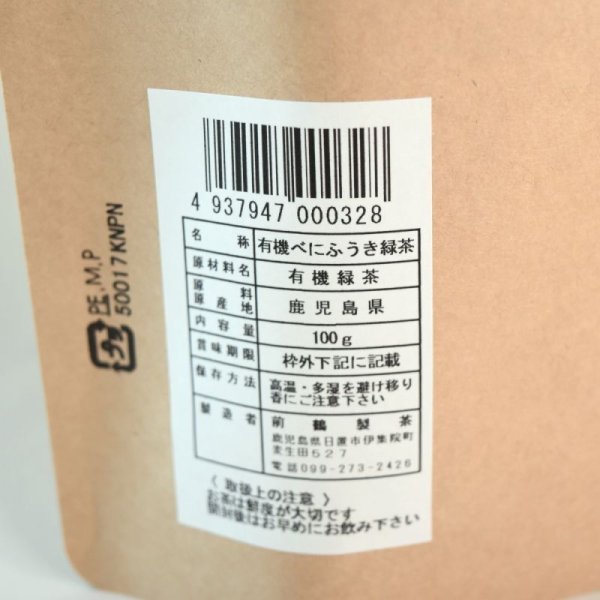 4 937947 000328
名称 有機べにふうき緑茶
原材料名 有機緑茶
原料原産地 鹿児島県
内容量 100g
賞味期限 枠外下記に記載
保存方法 高温・多湿を避け移り
香にご注意下さい
製造者 前鶴製茶
鹿児島県日置市伊集院町
麦生田527
電話099-273-2426
〈 取扱上の注意 〉
お茶は鮮度が大切です
開封後はお早めにお飲み下さい
プラ
PE、M、P
50017KNPN